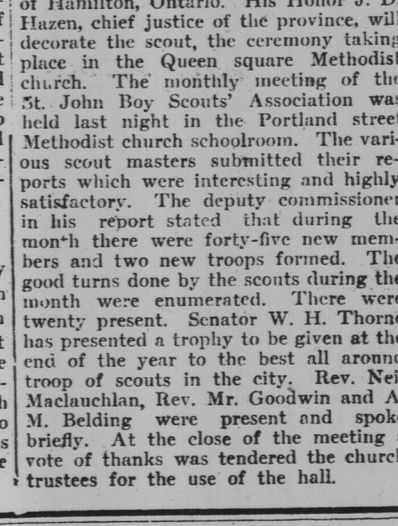 of Hamilton, Ontario. His Honor J. D.
Hazen, chief justice of the province, will
decorate the scout, the ceremony taking
place in the Queen square Methodist
church. The monthly meeting of the
St. John Boy Scouts' Association was
held last night in the Portland street
Methodist church schoolroom. The vari-
ous scout masters submitted their re-
ports which were interesting and highly
satisfactory. The deputy commissioner
in his report stated that during the
month there were forty-five new mem-
bers and two new troops formed. The
good turns done by the scouts during the
month were enumerated. There were
twenty present. Senator W. H. Thorne
has presented a trophy to be given at the
end of the year to the best all around
troop of scouts in the city. Rev. Neil
Maclauchlan, Rev. Mr. Goodwin and A.
M. Belding were present and spoke
briefly. At the close of the meeting a
vote of thanks was tendered the church
trustees for the use of the hall.